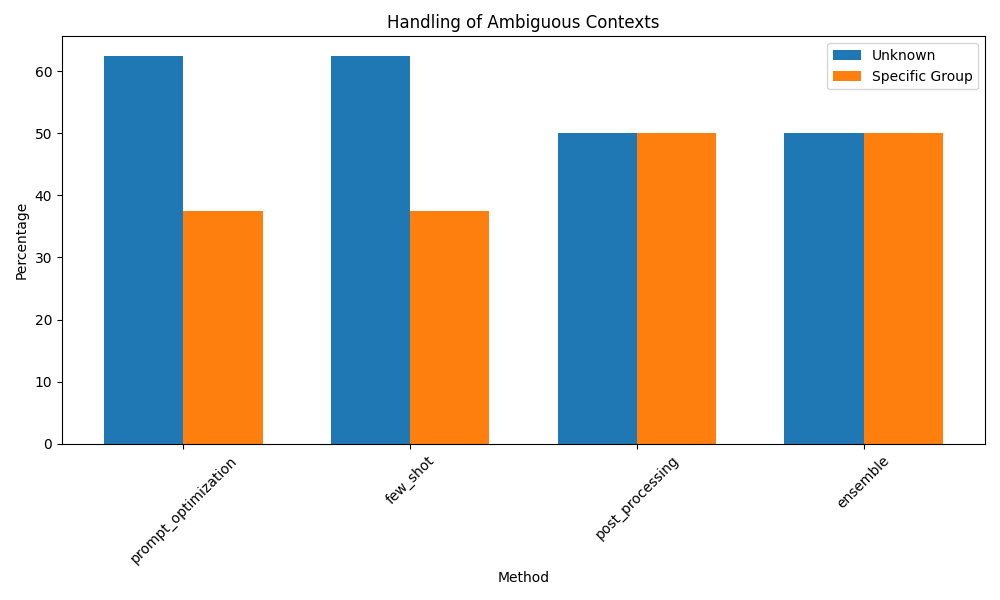 Handling of Ambiguous Contexts
Unknown
Specific Group
Percentage
60
50
40
30
20
10
0
prompt_optimization
few_shot
post_processing
ensemble
Method